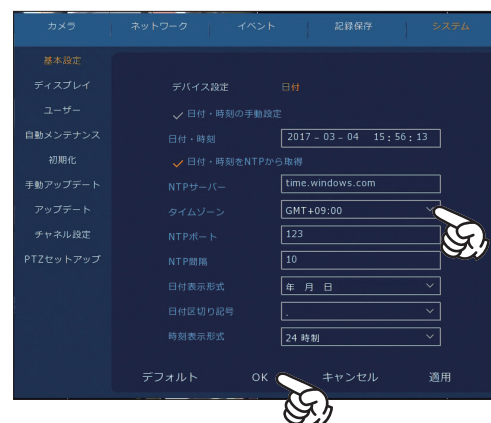 カメラ ネットワーク イベント 記録保存 システム
基本設定
ディスプレイ
ユーザー
自動メンテナンス
初期化
手動アップデート
アップデート
チャネル設定
PTZセットアップ
デバイス設定 日付
日付・時刻の手動設定
日付・時刻 2017 - 03 - 04 15 : 56 : 13
日付・時刻をNTPから取得
NTPサーバー time.windows.com
タイムゾーン GMT+09:00
NTPポート 123
NTP間隔 10
日付表示形式 年 月 日
日付区切り記号 .
時刻表示形式 24 時制
デフォルト OK キャンセル 適用